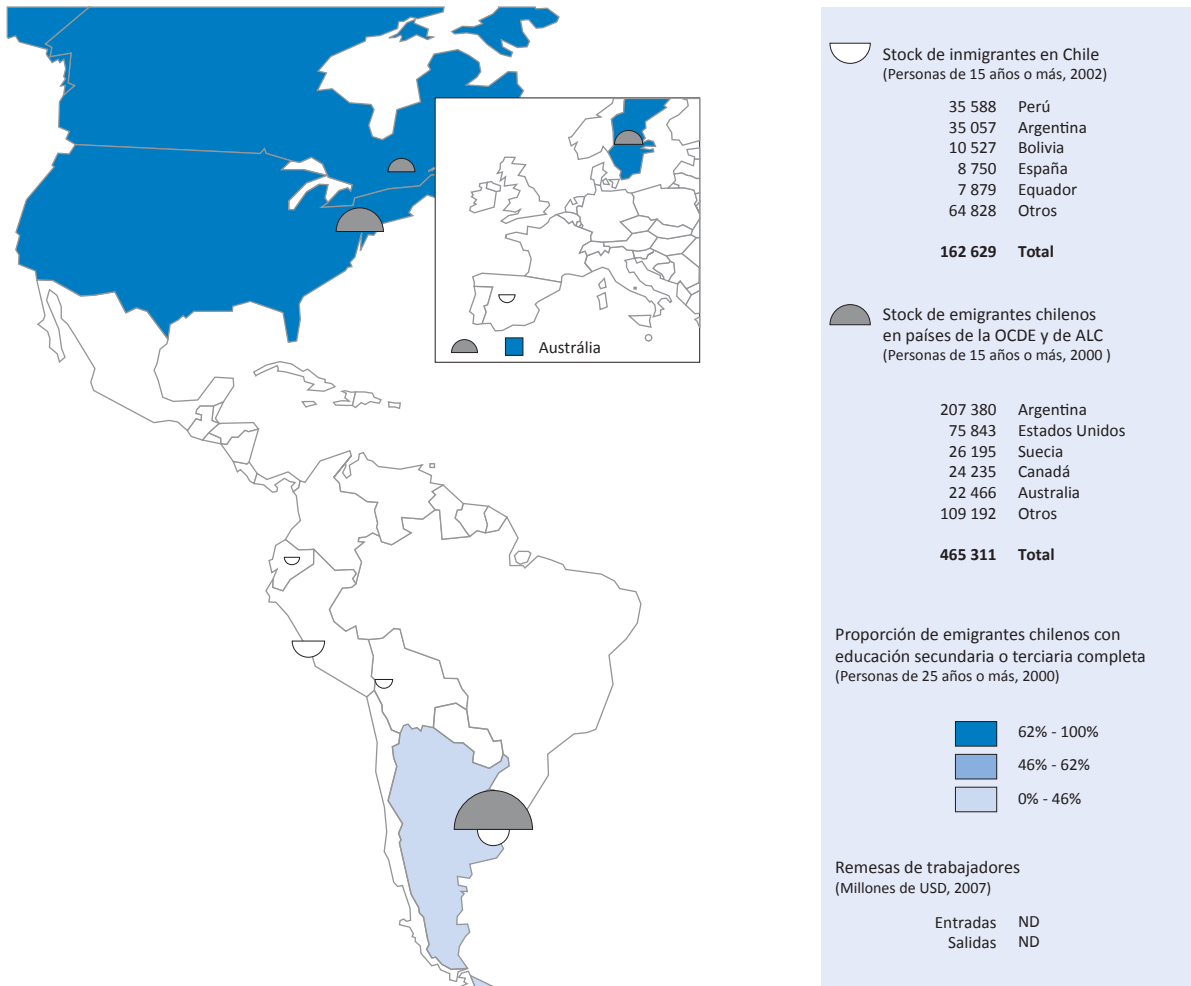 Austrália
Stock de inmigrantes en Chile
(Personas de 15 años o más, 2002)
35 588 Perú
35 057 Argentina
10 527 Bolivia
8 750 España
7 879 Equador
64 828 Otros
162 629 Total
Stock de emigrantes chilenos
en países de la OCDE y de ALC
(Personas de 15 años o más, 2000 )
207 380 Argentina
75 843 Estados Unidos
26 195 Suecia
24 235 Canadá
22 466 Australia
109 192 Otros
465 311 Total
Proporción de emigrantes chilenos con
educación secundaria o terciaria completa
(Personas de 25 años o más, 2000)
62% - 100%
46% - 62%
0% - 46%
Remesas de trabajadores
(Millones de USD, 2007)
Entradas ND
Salidas ND